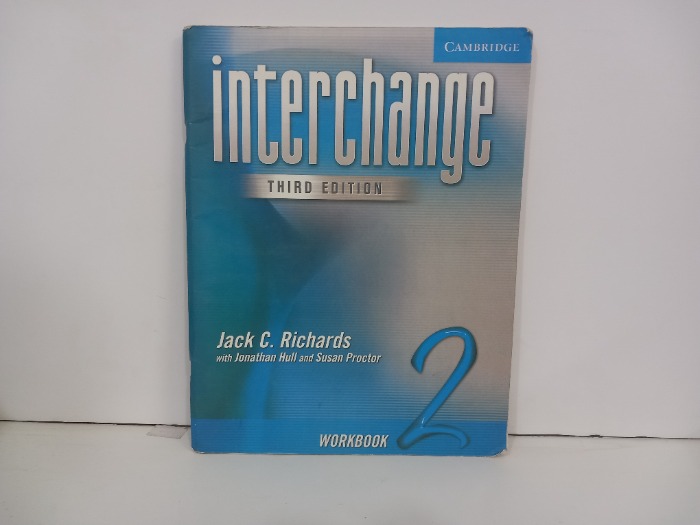 CAMBRIDGE
interchange
THIRD EDITION
Jack C. Richards
with Jonathan Hull and Susan Proctor
2
WORKBOOK